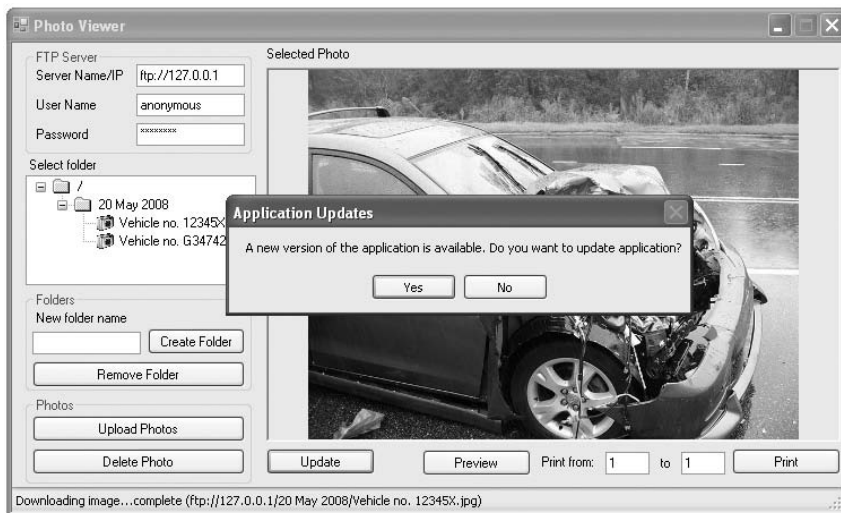 Photo Viewer
FTP Server
Server Name/IP ftp://127.0.0.1
User Name anonymous
Password xxxxxxxx
Select folder
/
20 May 2008
Vehicle no. 12345X
Vehicle no. G34742
Folders
New folder name
Create Folder
Remove Folder
Photos
Upload Photos
Delete Photo
Selected Photo
Application Updates
A new version of the application is available. Do you want to update application?
Yes No
Update Preview Print from: 1 to 1 Print
Downloading image...complete (ftp://127.0.0.1/20 May 2008/Vehicle no. 12345X.jpg)